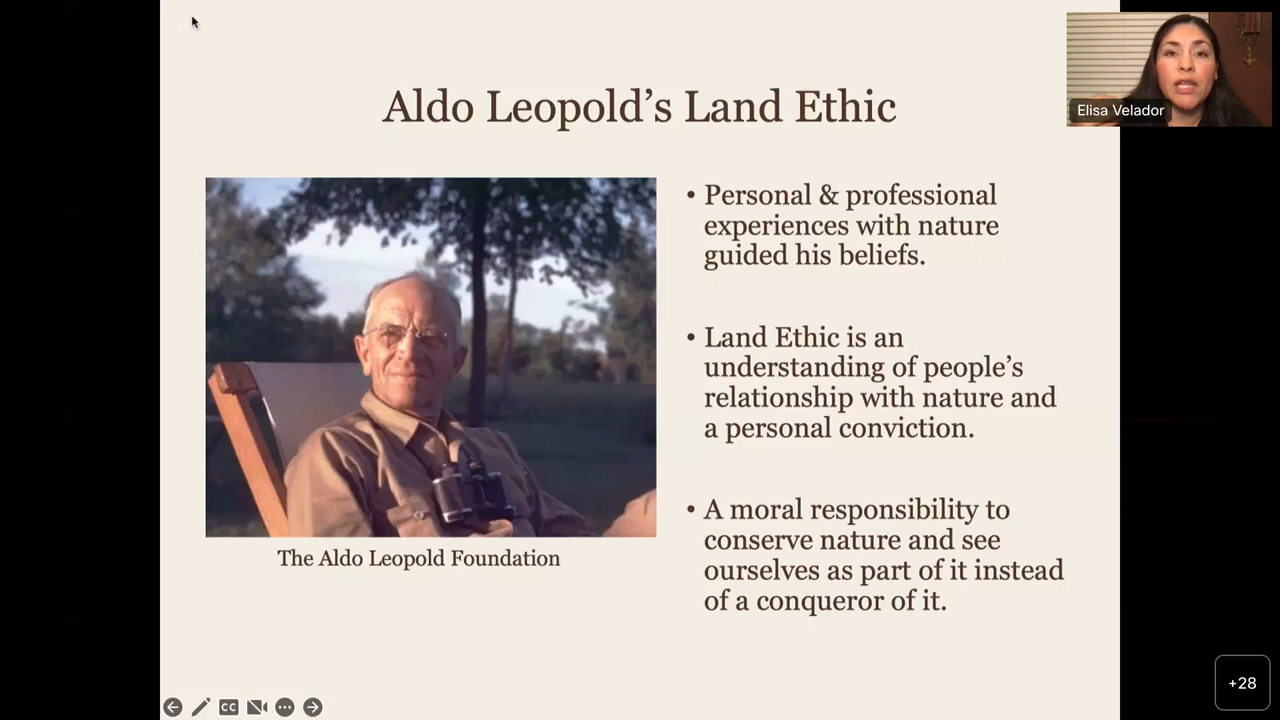 Aldo Leopold's Land Ethic
Elisa Velador
• Personal & professional
experiences with nature
guided his beliefs.
• Land Ethic is an
understanding of people's
relationship with nature and
a personal conviction.
• A moral responsibility to
conserve nature and see
ourselves as part of it instead
of a conqueror of it.
The Aldo Leopold Foundation
CC
+28